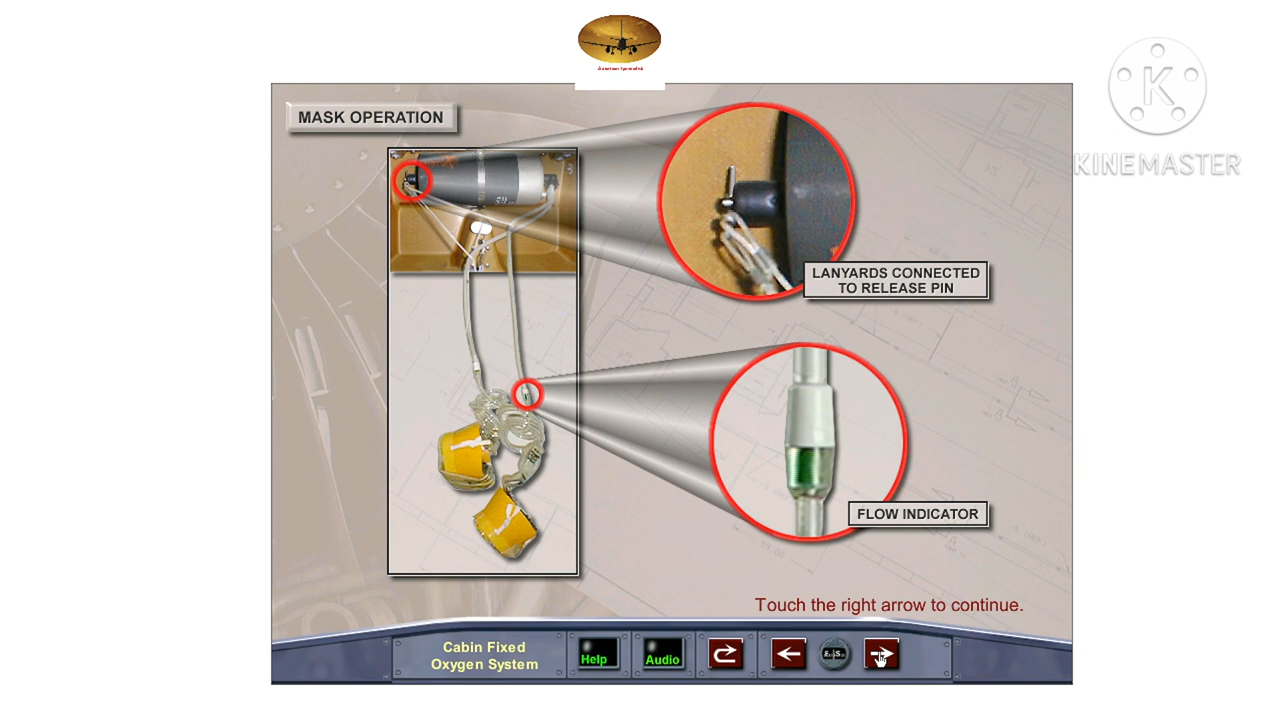 KINEMASTER
MASK OPERATION
LANYARDS CONNECTED
TO RELEASE PIN
FLOW INDICATOR
Touch the right arrow to continue.
Cabin Fixed
Oxygen System
Help
Audio